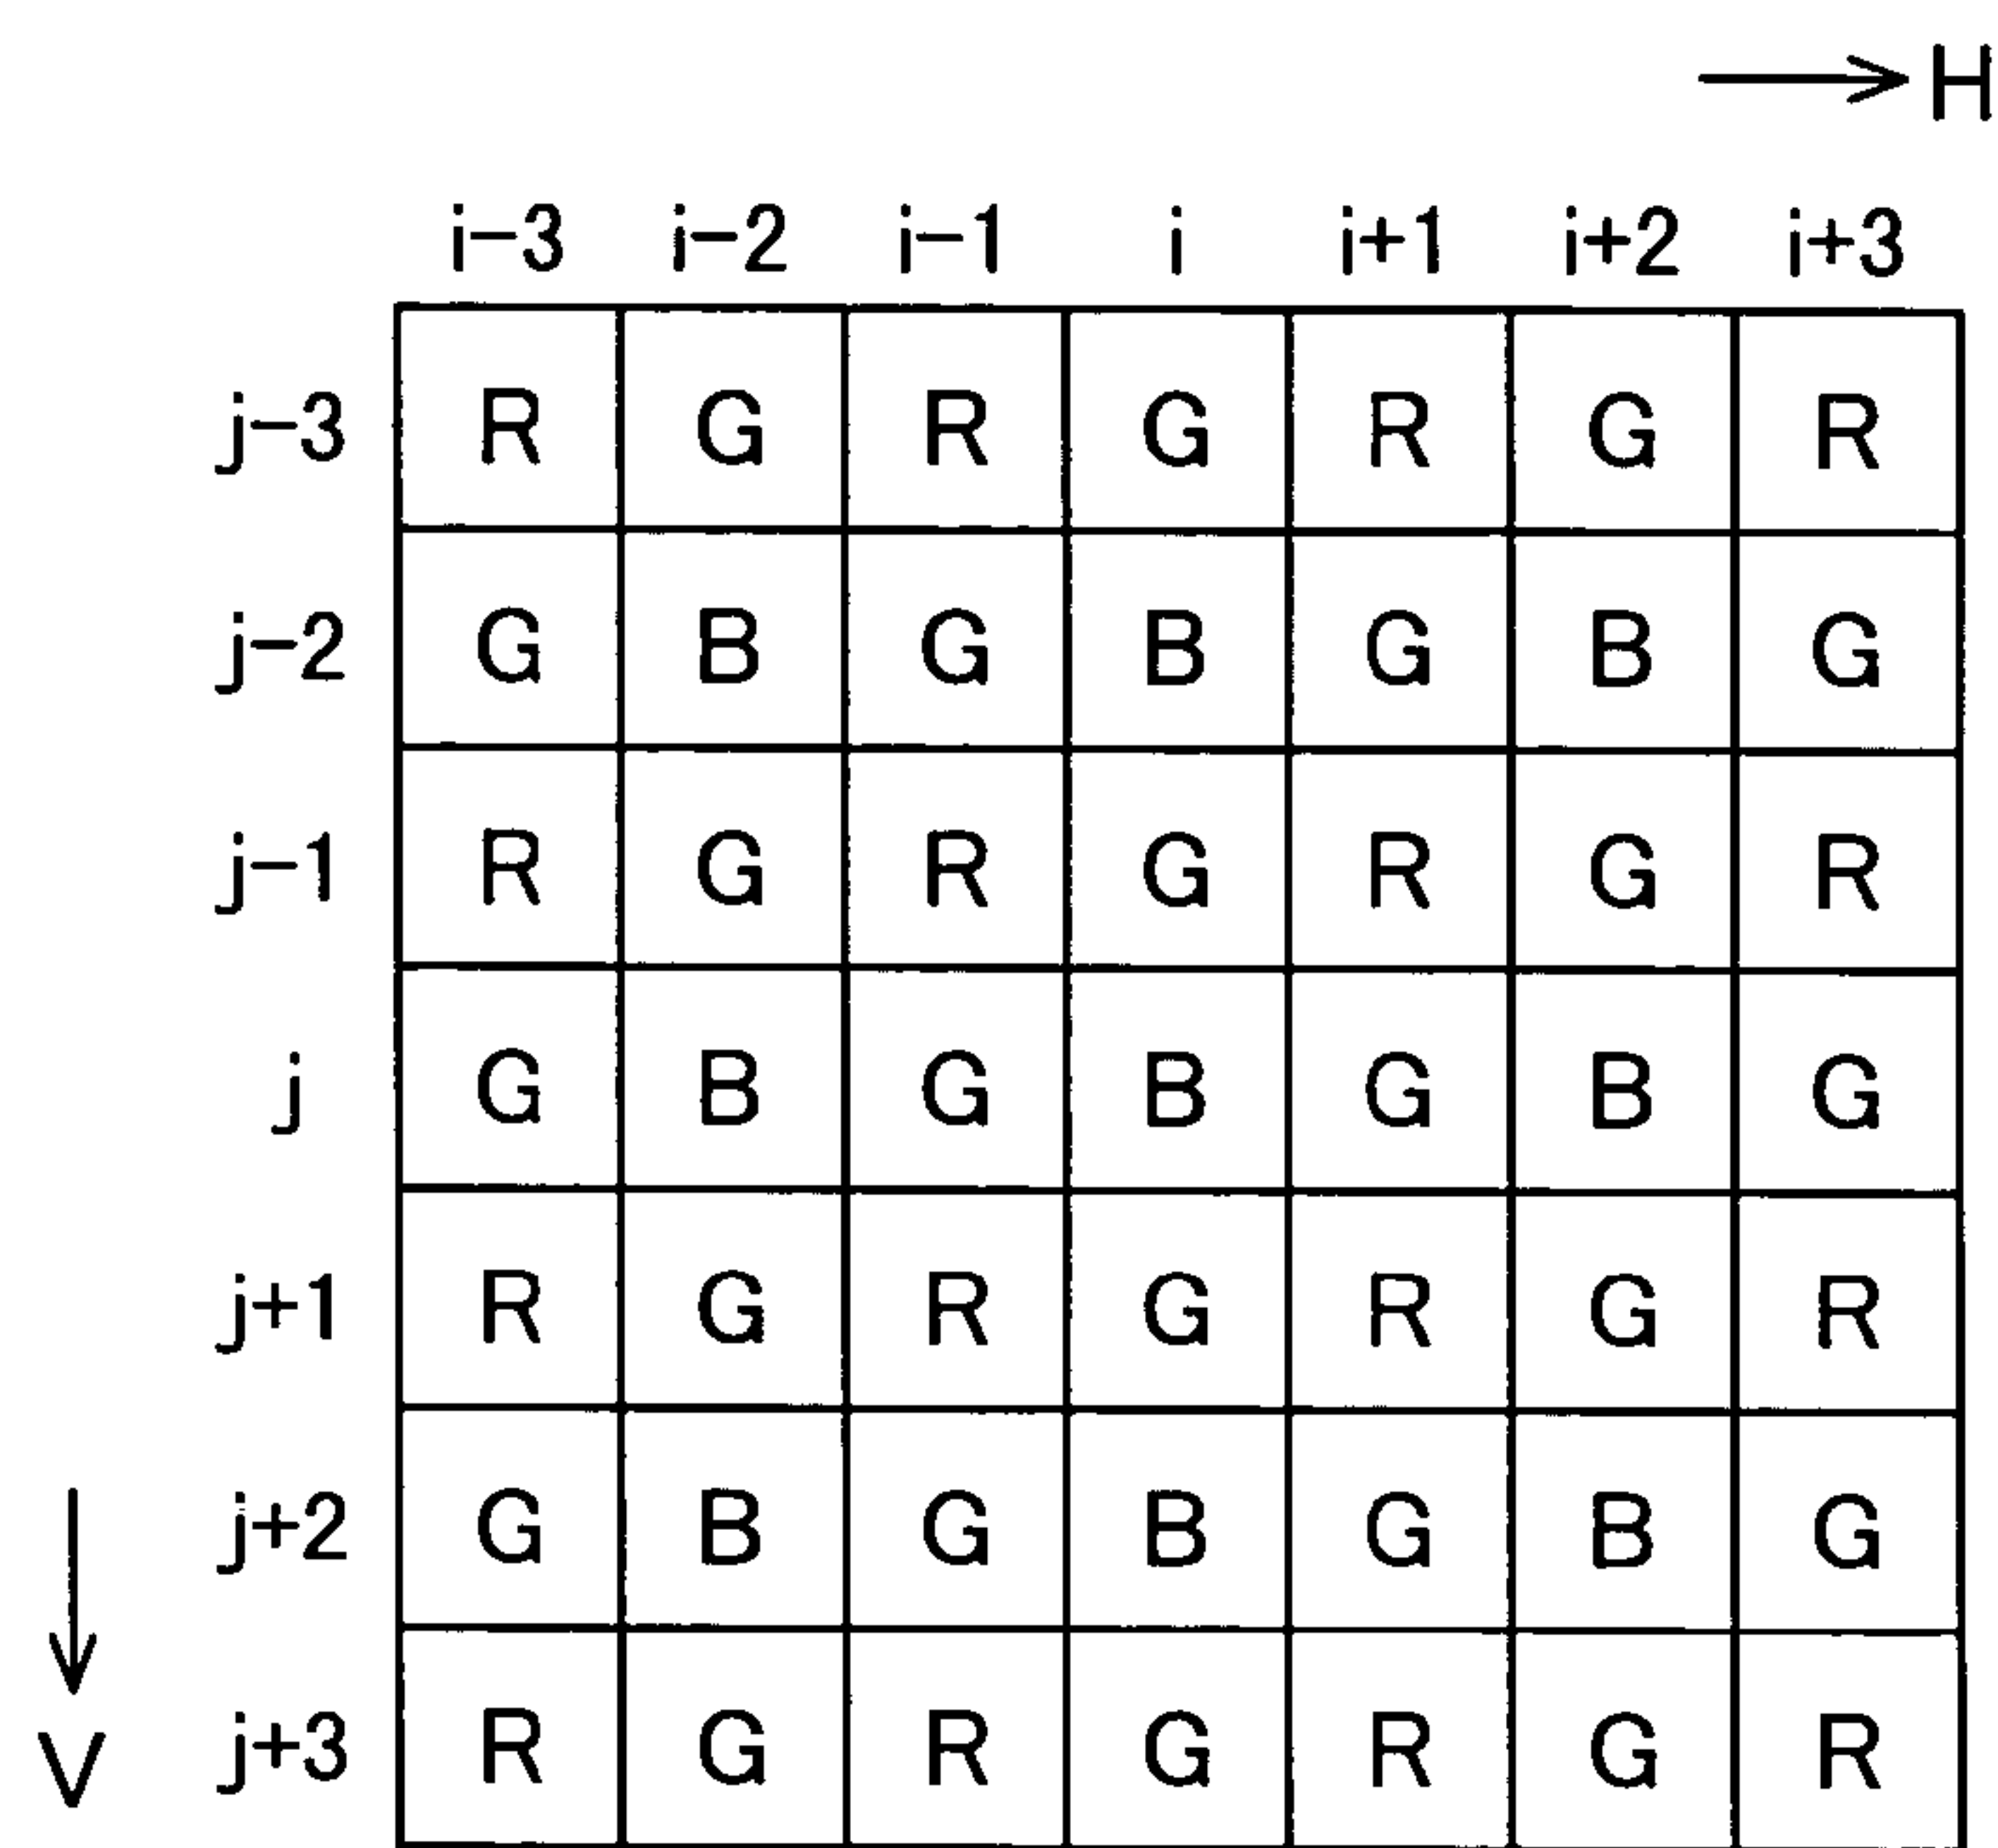 H
i−3 i−2 i−1 i i+1 i+2 i+3
j−3 R G R G R G R
j−2 G B G B G B G
j−1 R G R G R G R
j G B G B G B G
j+1 R G R G R G R
j+2 G B G B G B G
j+3 R G R G R G R
V